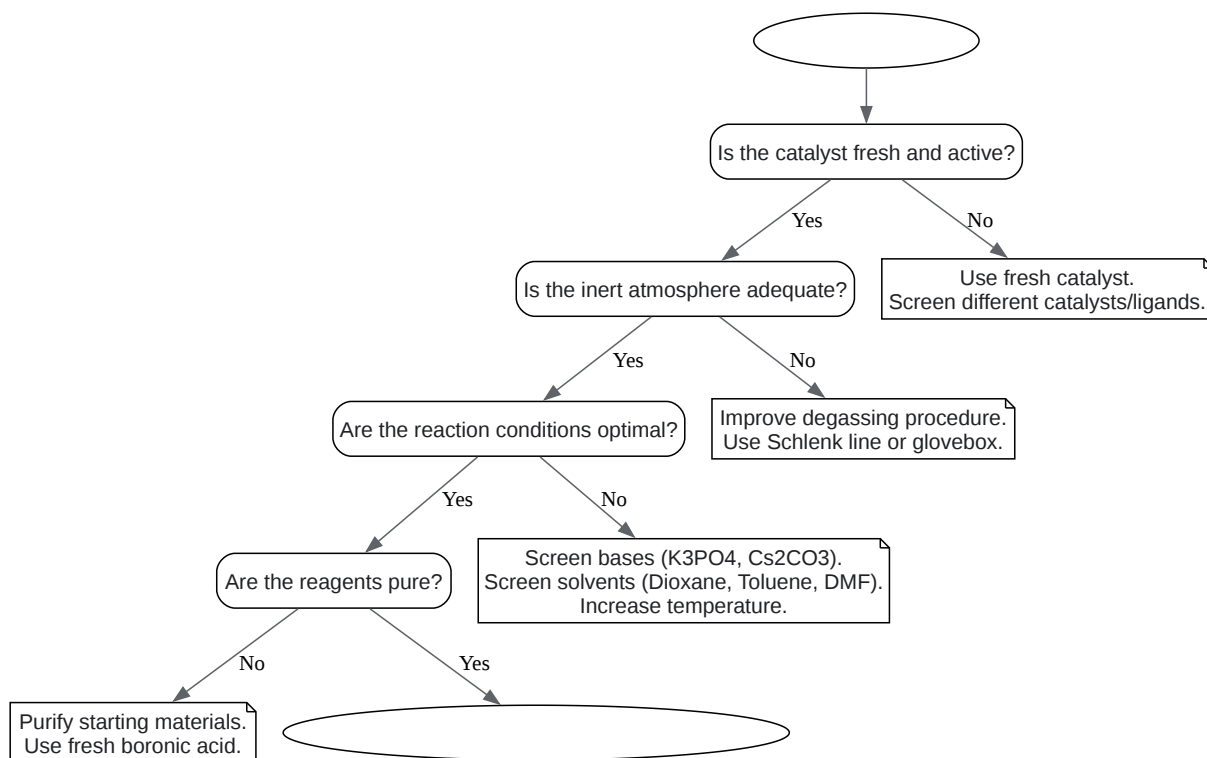 Is the catalyst fresh and active?
Yes
No
Is the inert atmosphere adequate?
Use fresh catalyst.
Screen different catalysts/ligands.
Yes
No
Are the reaction conditions optimal?
Improve degassing procedure.
Use Schlenk line or glovebox.
Yes
No
Are the reagents pure?
Screen bases (K3PO4, Cs2CO3).
Screen solvents (Dioxane, Toluene, DMF).
Increase temperature.
No
Yes
Purify starting materials.
Use fresh boronic acid.